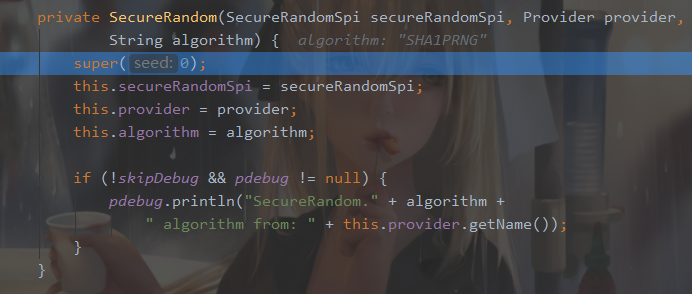 private SecureRandom(SecureRandomSpi secureRandomSpi, Provider provider,
String algorithm) { algorithm: "SHA1PRNG"
super( seed: 0);
this.secureRandomSpi = secureRandomSpi;
this.provider = provider;
this.algorithm = algorithm;
if (!skipDebug && pdebug != null) {
pdebug.println("SecureRandom." + algorithm +
" algorithm from: " + this.provider.getName());
}
}